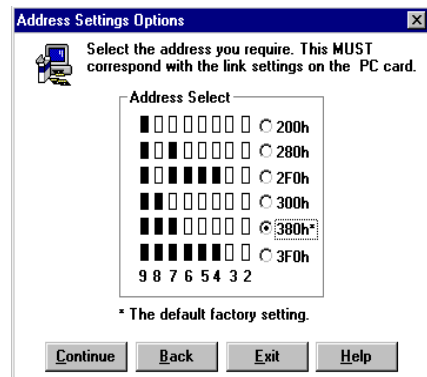 Address Settings Options
Select the address you require. This MUST
correspond with the link settings on the PC card.
Address Select
200h
280h
2F0h
300h
380h*
3F0h
9 8 7 6 5 4 3 2
* The default factory setting.
Continue Back Exit Help